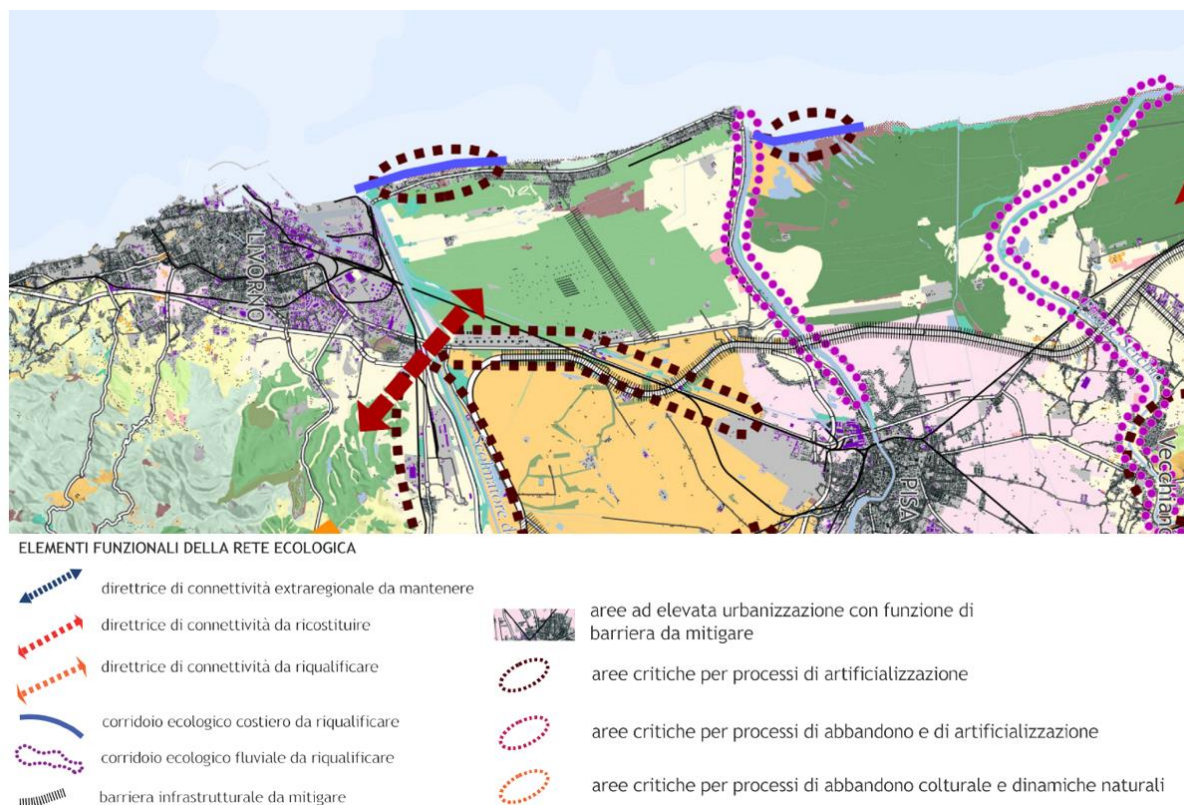 LIVORNO
Scolmatore d
PISA
Vecchiano
ELEMENTI FUNZIONALI DELLA RETE ECOLOGICA
direttrice di connettività extraregionale da mantenere
direttrice di connettività da ricostituire
direttrice di connettività da riqualificare
corridoio ecologico costiero da riqualificare
corridoio ecologico fluviale da riqualificare
barriera infrastrutturale da mitigare
aree ad elevata urbanizzazione con funzione di
barriera da mitigare
aree critiche per processi di artificializzazione
aree critiche per processi di abbandono e di artificializzazione
aree critiche per processi di abbandono colturale e dinamiche naturali